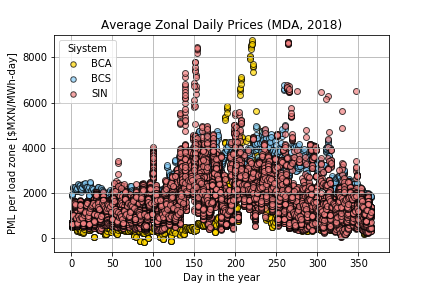 Average Zonal Daily Prices (MDA, 2018)
PML per load zone [$MXN/MWh-day]
8000
6000
4000
2000
0
Siystem
BCA
BCS
SIN
0 50 100 150 200 250 300 350
Day in the year